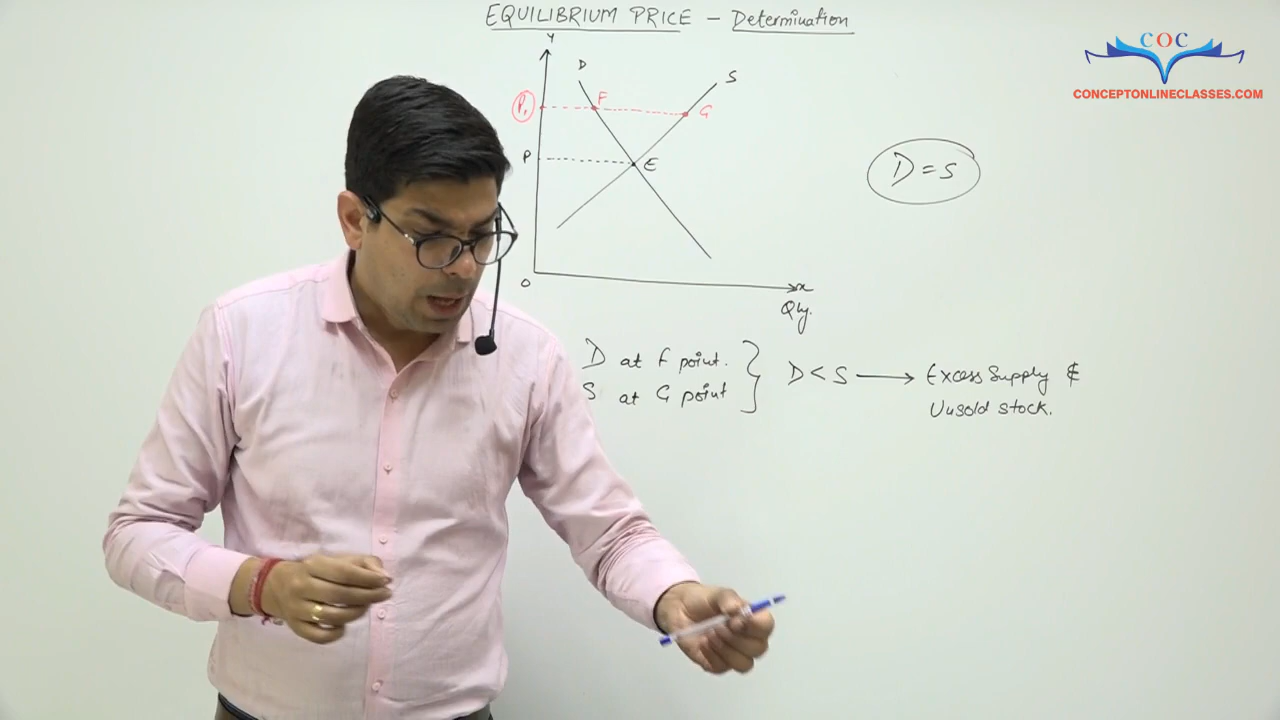 EQUILIBRIUM PRICE - Determination
COC
CONCEPTONLINECLASSES.COM
Y
D
S
P₁
F
G
P
E
D = S
O
x
Qty.
D at F point.
S at G point
D < S → Excess Supply &
Unsold stock.